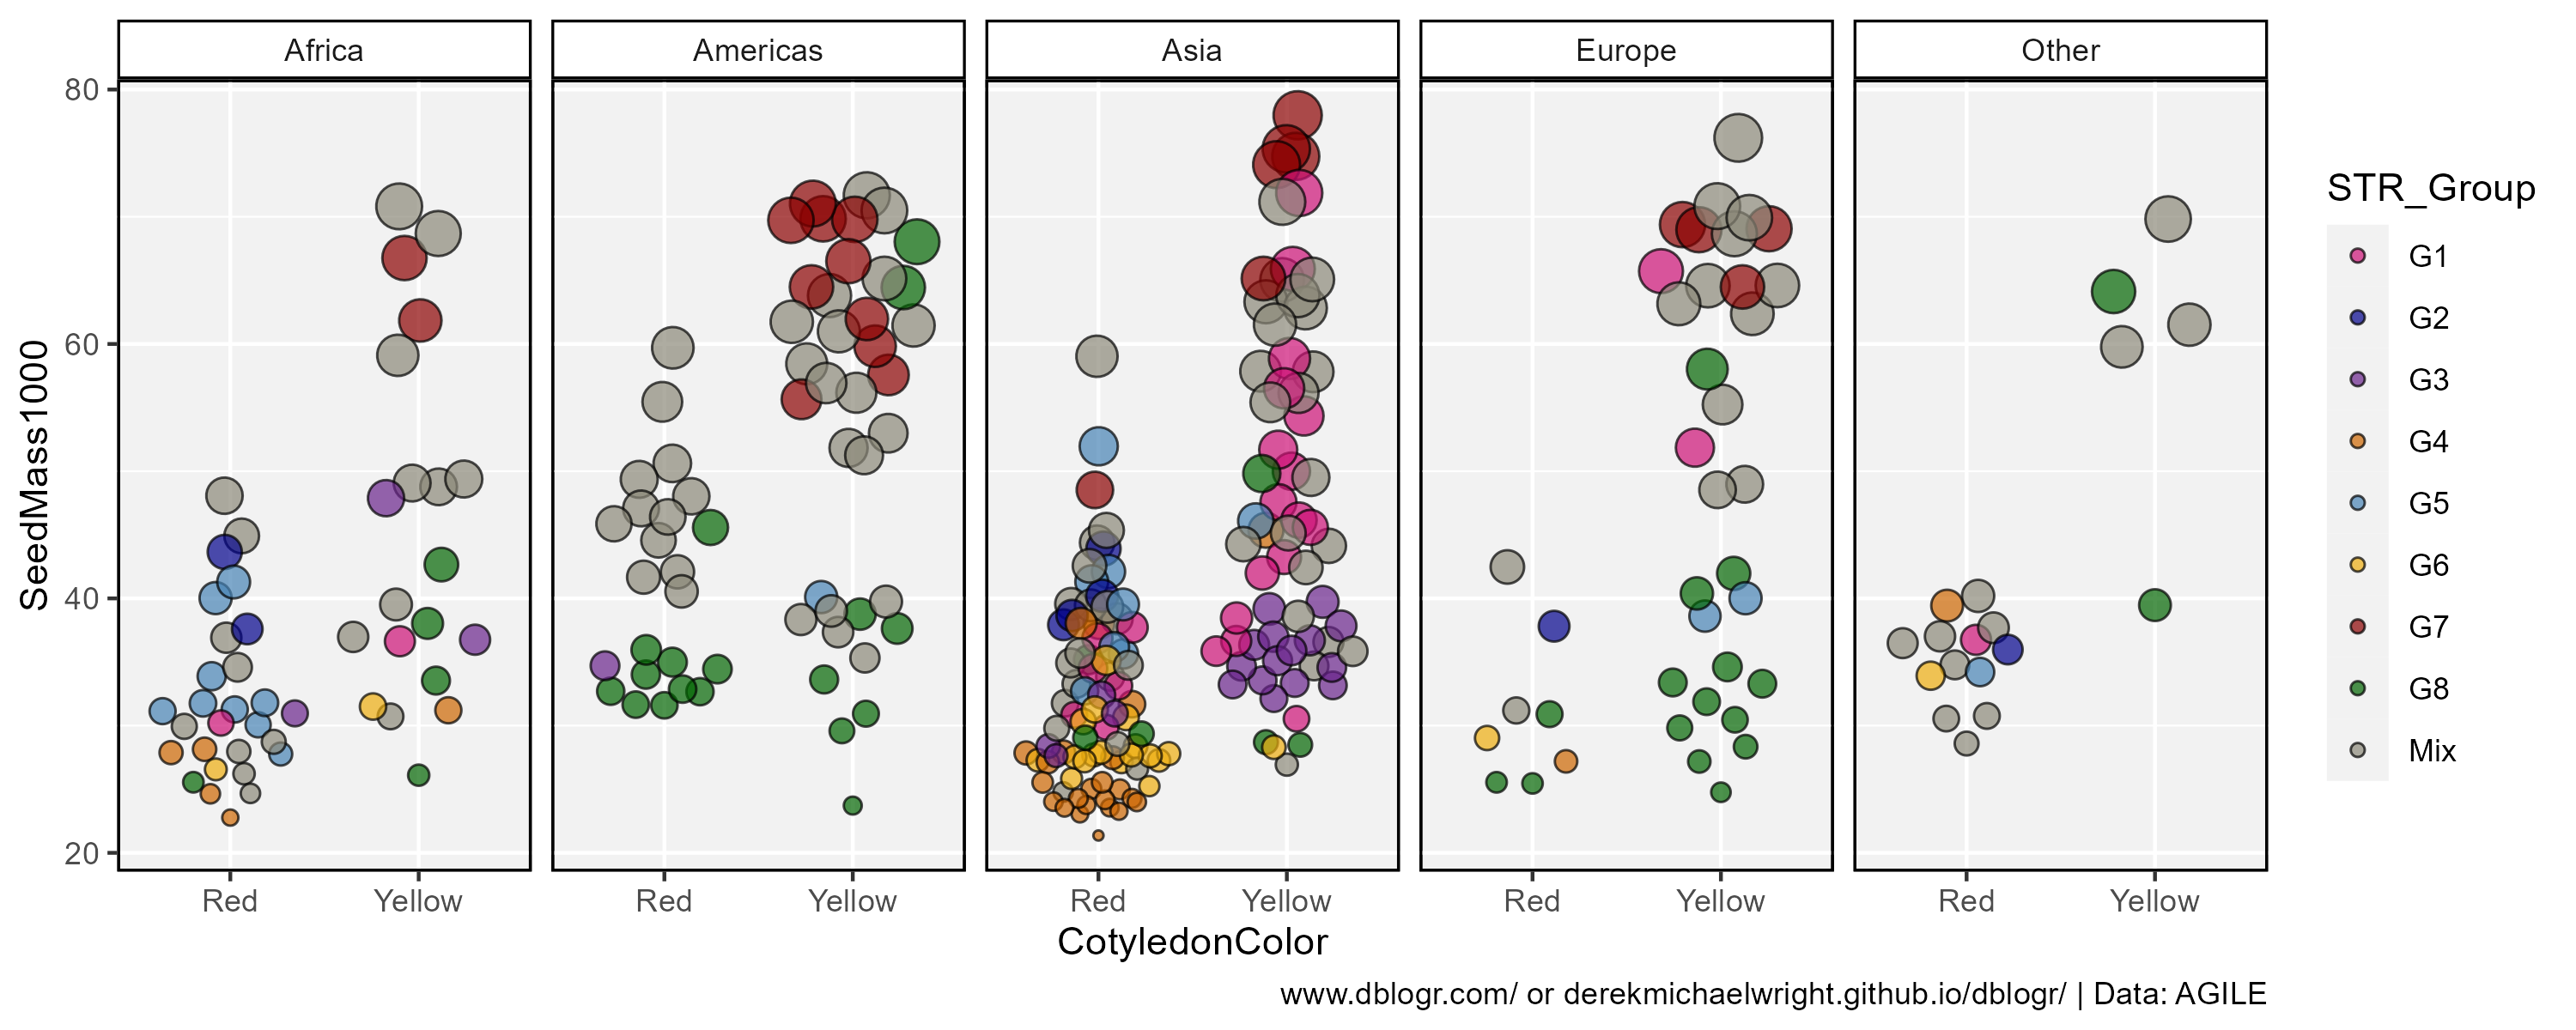 Africa Americas Asia Europe Other
80
60
40
20
SeedMass1000
Red Yellow Red Yellow Red Yellow Red Yellow Red Yellow
CotyledonColor
STR_Group
G1
G2
G3
G4
G5
G6
G7
G8
Mix
www.dblogr.com/ or derekmichaelwright.github.io/dblogr/ | Data: AGILE